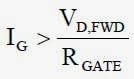 I_G > V_D,FWD / R_GATE